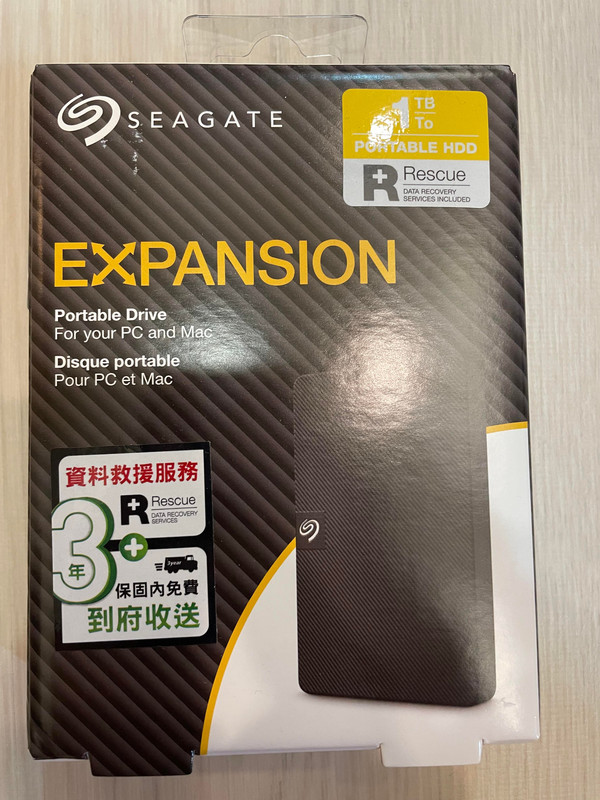 SEAGATE
1 TB
To
PORTABLE HDD
R Rescue
DATA RECOVERY
SERVICES INCLUDED
EXPANSION
Portable Drive
For your PC and Mac
Disque portable
Pour PC et Mac
資料救援服務
R Rescue
DATA RECOVERY
SERVICES
3年
3year
保固內免費
到府收送